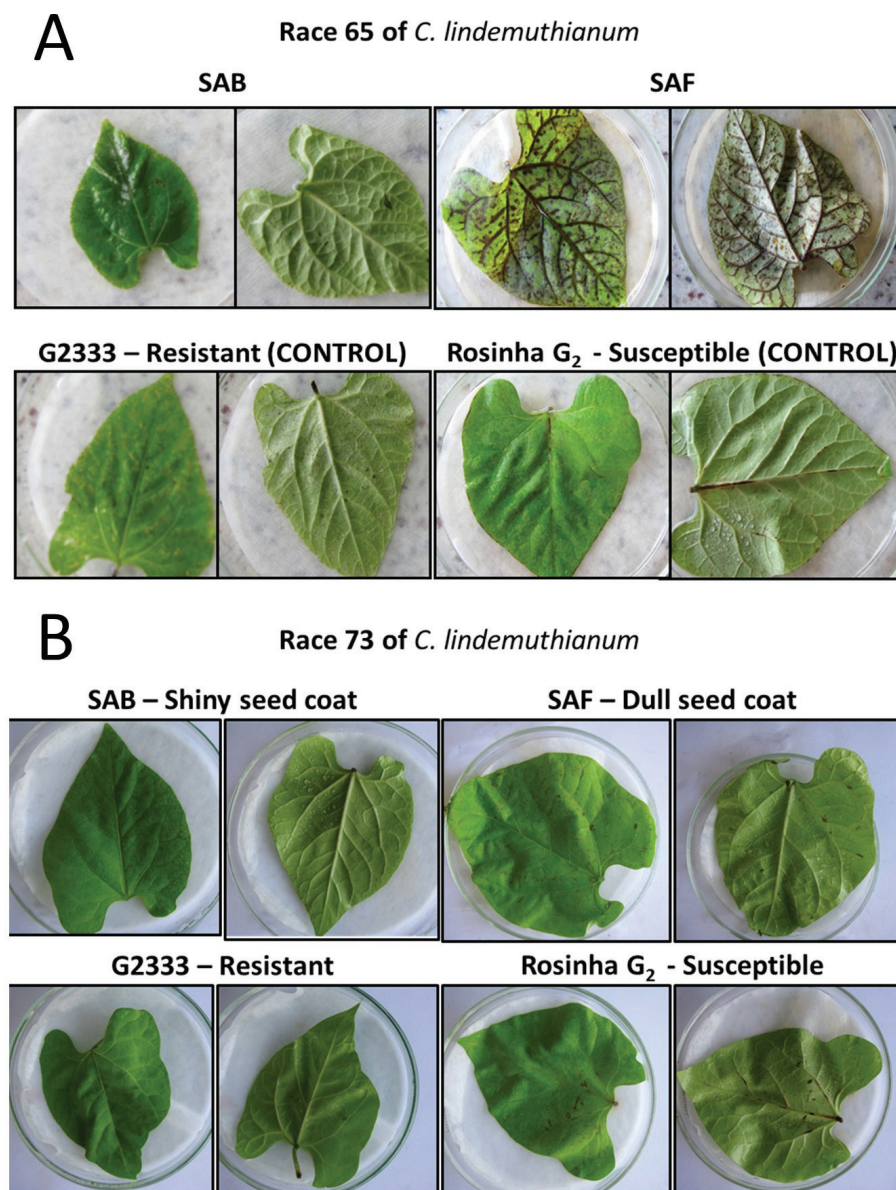 A
Race 65 of C. lindemuthianum
SAB SAF
G2333 – Resistant (CONTROL) Rosinha G₂ - Susceptible (CONTROL)
B
Race 73 of C. lindemuthianum
SAB – Shiny seed coat SAF – Dull seed coat
G2333 – Resistant Rosinha G₂ - Susceptible